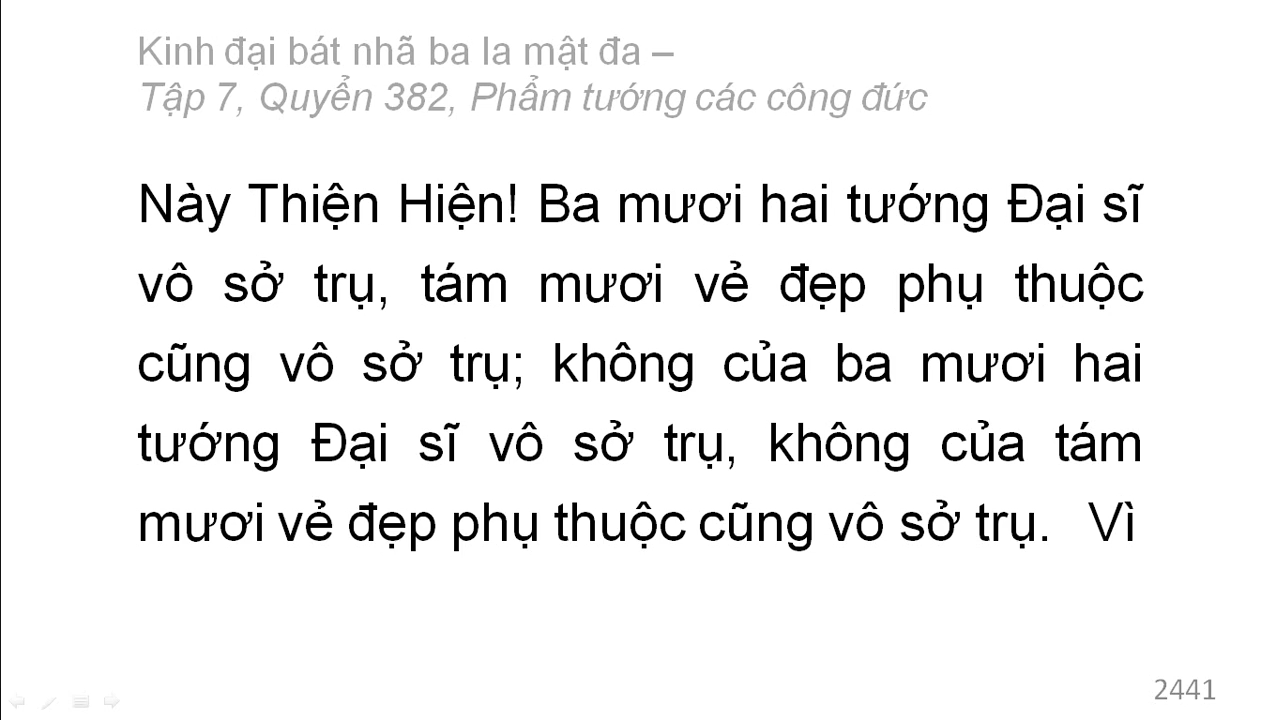 Kinh đại bát nhã ba la mật đa –
Tập 7, Quyển 382, Phẩm tướng các công đức
Này Thiện Hiện! Ba mươi hai tướng Đại sĩ
vô sở trụ, tám mươi vẻ đẹp phụ thuộc
cũng vô sở trụ; không của ba mươi hai
tướng Đại sĩ vô sở trụ, không của tám
mươi vẻ đẹp phụ thuộc cũng vô sở trụ. Vì
2441